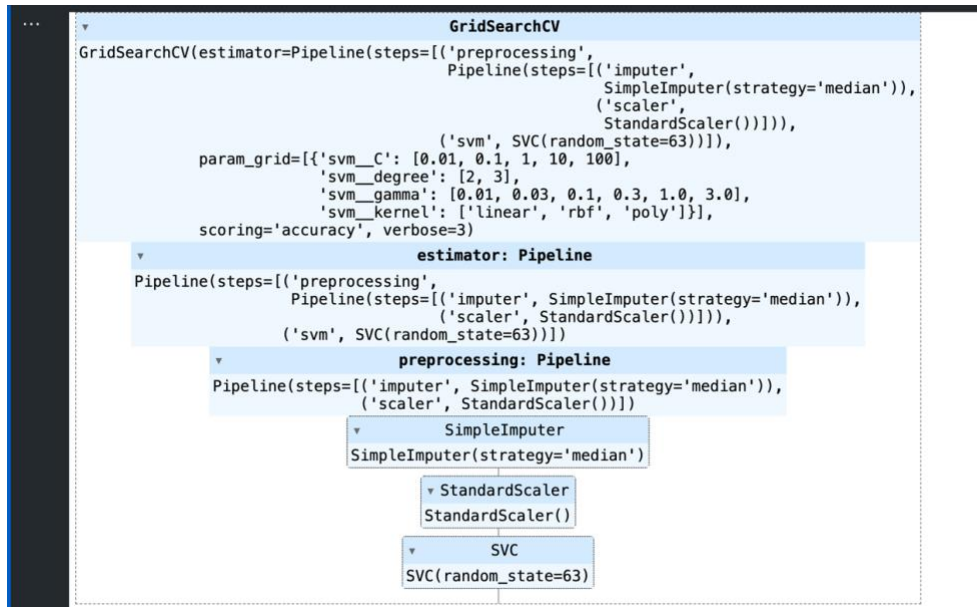 ...
GridSearchCV
GridSearchCV(estimator=Pipeline(steps=[('preprocessing',
Pipeline(steps=[('imputer',
SimpleImputer(strategy='median')),
('scaler',
StandardScaler())])),
('svm', SVC(random_state=63))]),
param_grid=[{'svm__C': [0.01, 0.1, 1, 10, 100],
'svm__degree': [2, 3],
'svm__gamma': [0.01, 0.03, 0.1, 0.3, 1.0, 3.0],
'svm__kernel': ['linear', 'rbf', 'poly']}],
scoring='accuracy', verbose=3)
estimator: Pipeline
Pipeline(steps=[('preprocessing',
Pipeline(steps=[('imputer', SimpleImputer(strategy='median')),
('scaler', StandardScaler())])),
('svm', SVC(random_state=63))])
preprocessing: Pipeline
Pipeline(steps=[('imputer', SimpleImputer(strategy='median')),
('scaler', StandardScaler())])
SimpleImputer
SimpleImputer(strategy='median')
StandardScaler
StandardScaler()
SVC
SVC(random_state=63)